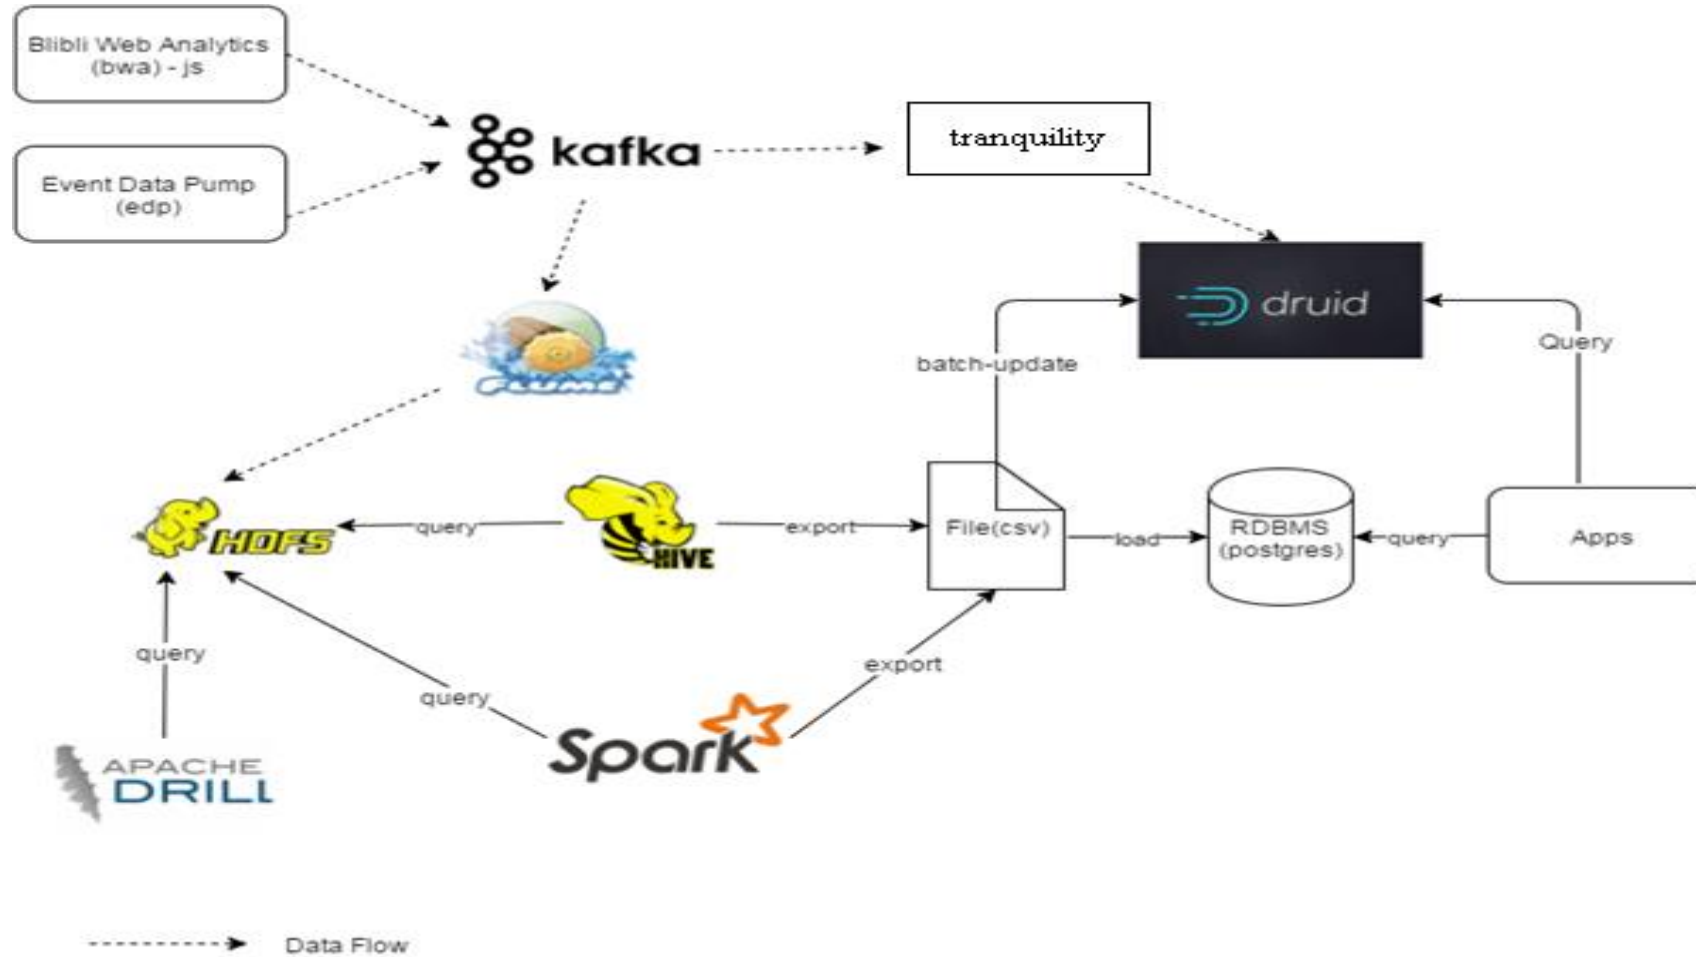 Blibli Web Analytics
(bwa) - js
Event Data Pump
(edp)
kafka
tranquility
druid
FLUME
batch-update
Query
HDFS
query
HIVE
export
File(csv)
load
RDBMS
(postgres)
query
Apps
query
query
export
Spark
APACHE
DRILL
Data Flow